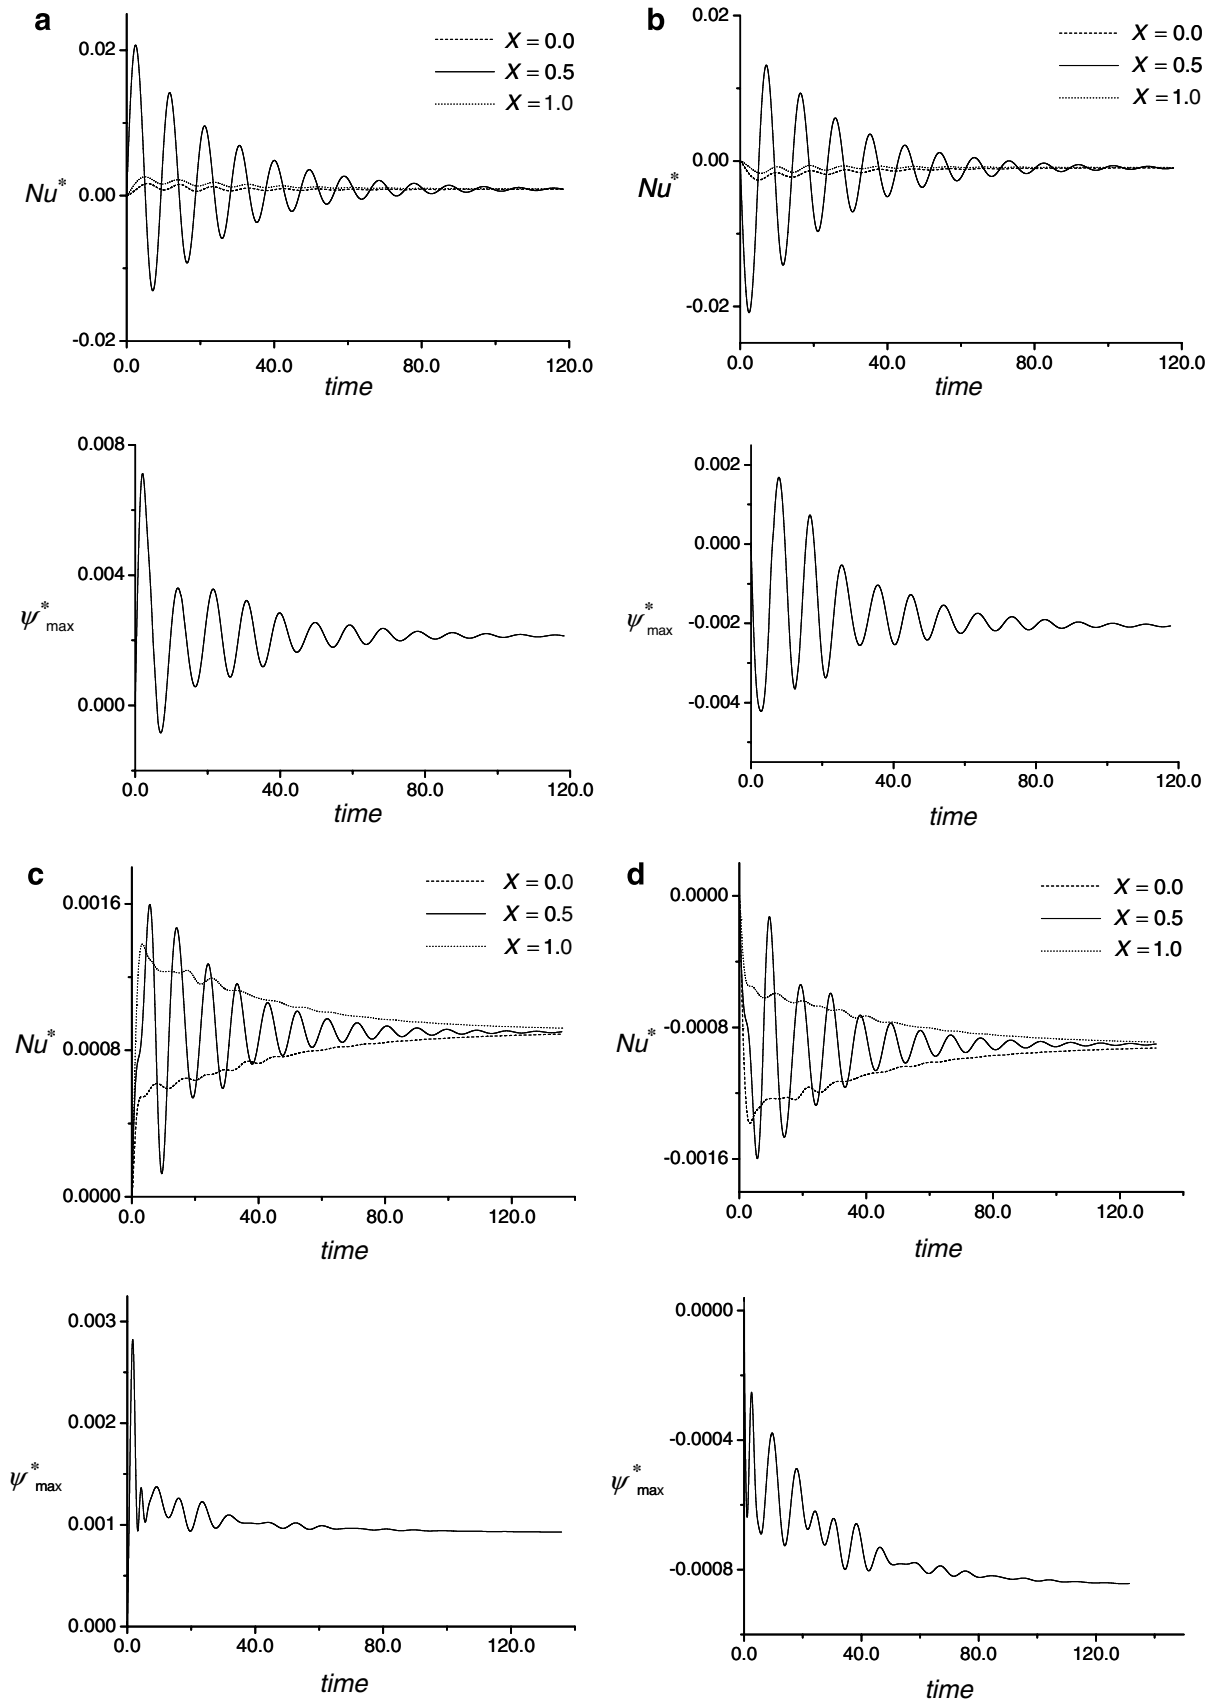 a
0.02
0.00
-0.02
Nu*
X = 0.0
X = 0.5
X = 1.0
0.0 40.0 80.0 120.0
time
b
0.02
0.00
-0.02
Nu*
X = 0.0
X = 0.5
X = 1.0
0.0 40.0 80.0 120.0
time
0.008
0.004
0.000
ψ*max
0.0 40.0 80.0 120.0
time
0.002
0.000
-0.002
-0.004
ψ*max
0.0 40.0 80.0 120.0
time
c
0.0016
0.0008
0.0000
Nu*
X = 0.0
X = 0.5
X = 1.0
0.0 40.0 80.0 120.0
time
d
0.0000
-0.0008
-0.0016
Nu*
X = 0.0
X = 0.5
X = 1.0
0.0 40.0 80.0 120.0
time
0.003
0.002
0.001
0.000
ψ*max
0.0 40.0 80.0 120.0
time
0.0000
-0.0004
-0.0008
ψ*max
0.0 40.0 80.0 120.0
time